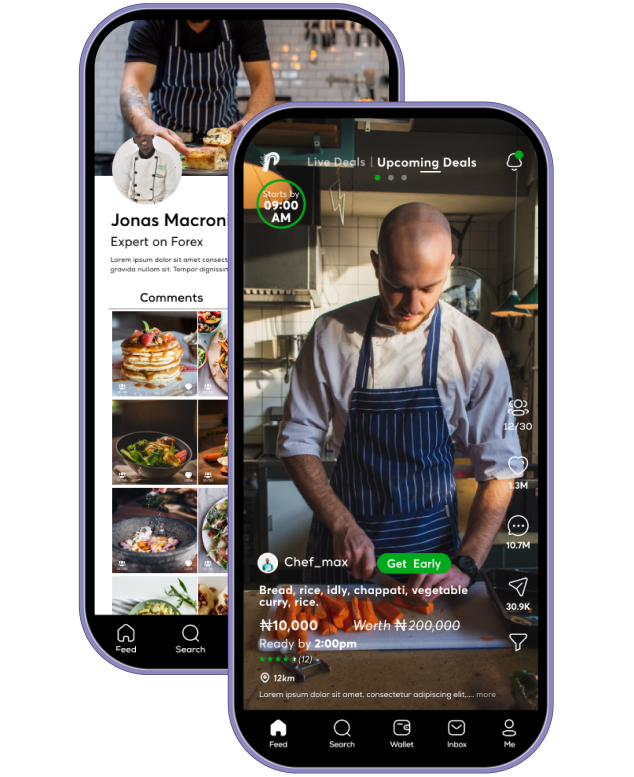 Jonas Macroni
Expert on Forex
Lorem ipsum dolor sit amet consect
gravida nullam sit. Tempor dignissin
Comments
Feed
Search
Live Deals | Upcoming Deals
Starts by
09:00
AM
12/30
1.3M
10.7M
30.9K
Chef_max
Get Early
Bread, rice, idly, chappati, vegetable
curry, rice.
₦10,000 Worth ₦200,000
Ready by 2:00pm
(12)
12km
Lorem ipsum dolor sit amet, consectetur adipiscing elit,.... more
Feed
Search
Wallet
Inbox
Me